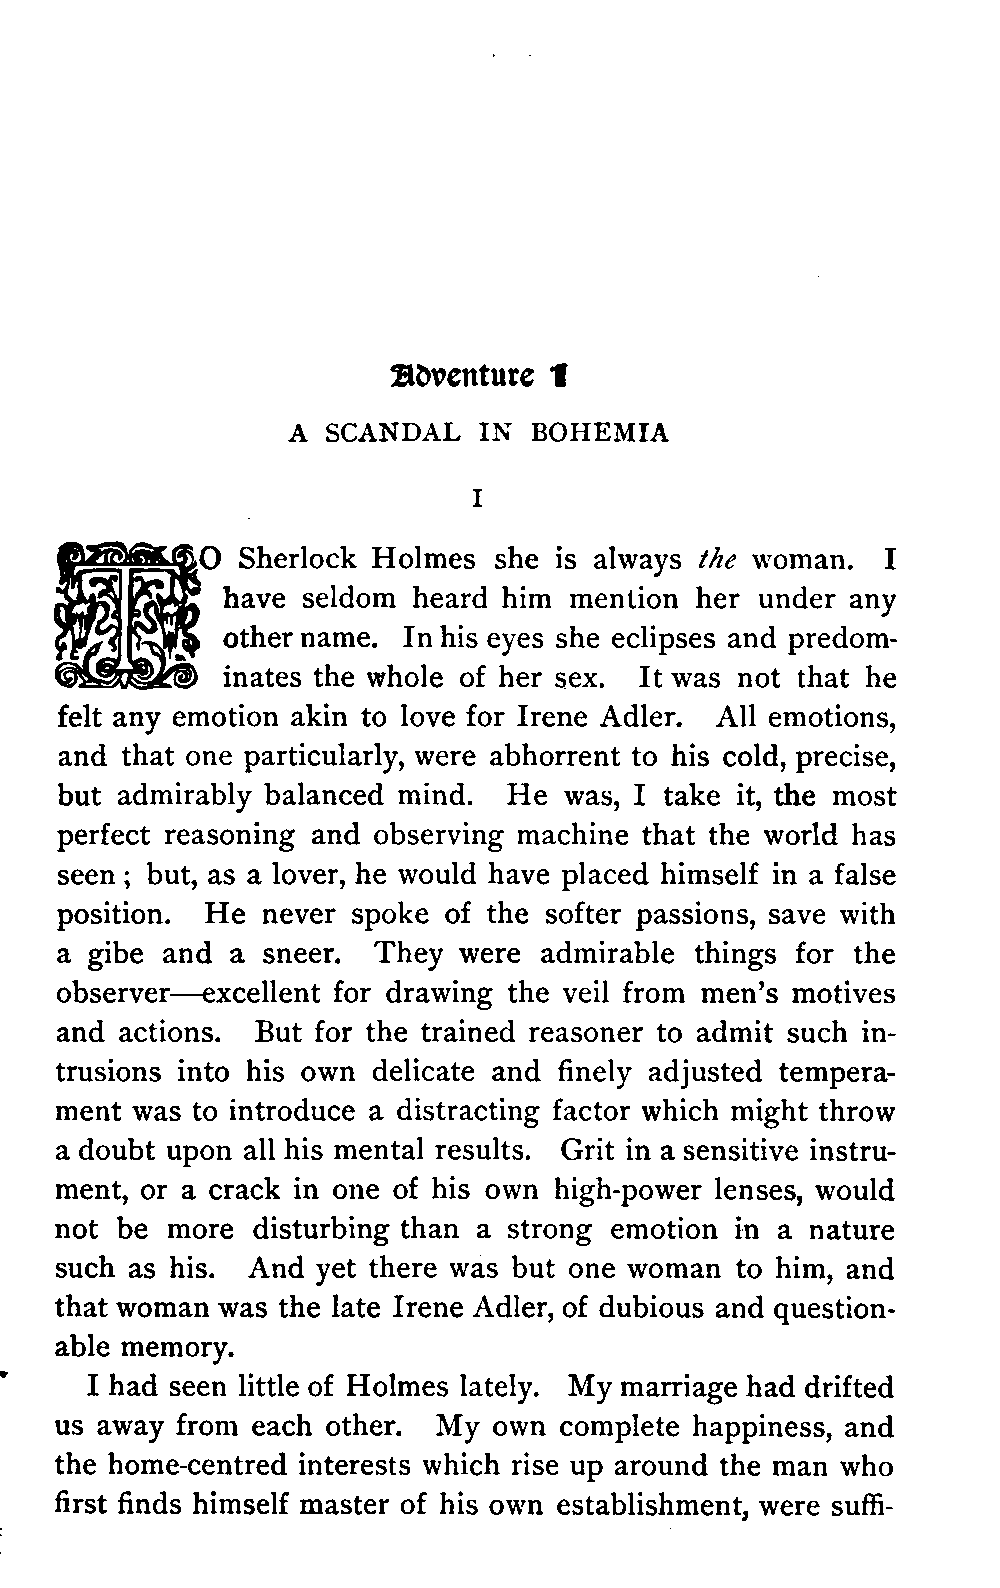 Adventure I
A SCANDAL IN BOHEMIA
I
TO Sherlock Holmes she is always the woman. I
have seldom heard him mention her under any
other name. In his eyes she eclipses and predom-
inates the whole of her sex. It was not that he
felt any emotion akin to love for Irene Adler. All emotions,
and that one particularly, were abhorrent to his cold, precise,
but admirably balanced mind. He was, I take it, the most
perfect reasoning and observing machine that the world has
seen ; but, as a lover, he would have placed himself in a false
position. He never spoke of the softer passions, save with
a gibe and a sneer. They were admirable things for the
observer—excellent for drawing the veil from men's motives
and actions. But for the trained reasoner to admit such in-
trusions into his own delicate and finely adjusted tempera-
ment was to introduce a distracting factor which might throw
a doubt upon all his mental results. Grit in a sensitive instru-
ment, or a crack in one of his own high-power lenses, would
not be more disturbing than a strong emotion in a nature
such as his. And yet there was but one woman to him, and
that woman was the late Irene Adler, of dubious and question-
able memory.
I had seen little of Holmes lately. My marriage had drifted
us away from each other. My own complete happiness, and
the home-centred interests which rise up around the man who
first finds himself master of his own establishment, were suffi-